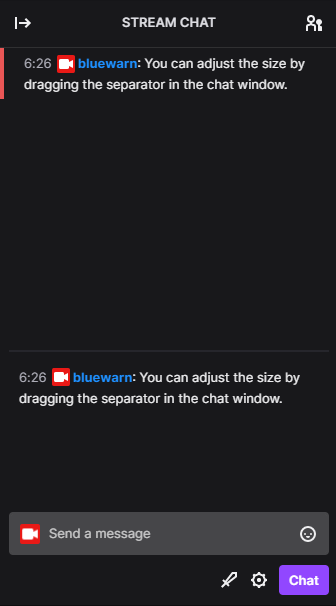 STREAM CHAT
6:26 bluewarn: You can adjust the size by
dragging the separator in the chat window.
6:26 bluewarn: You can adjust the size by
dragging the separator in the chat window.
Send a message
Chat